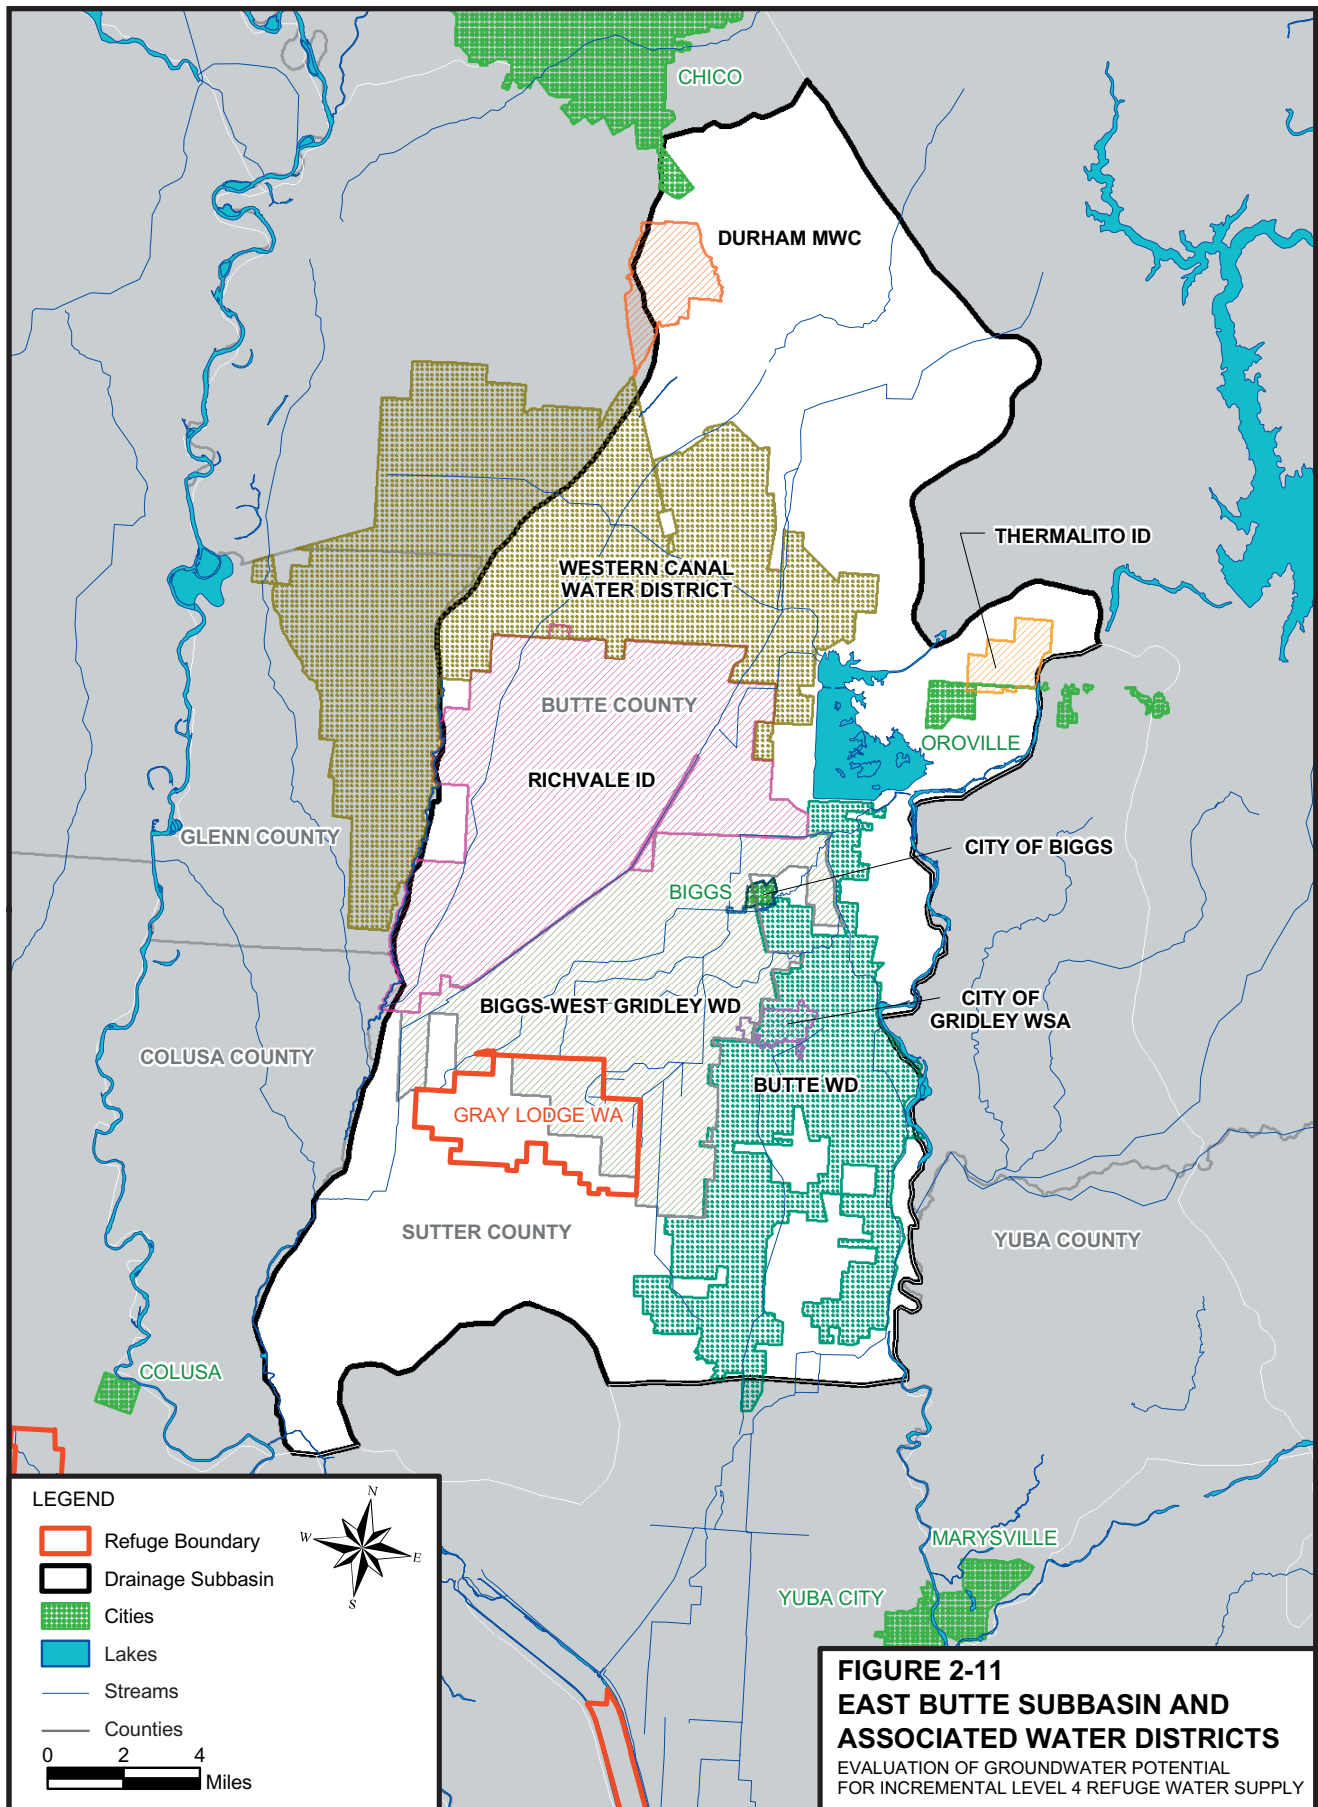 CHICO
DURHAM MWC
THERMALITO ID
WESTERN CANAL
WATER DISTRICT
BUTTE COUNTY
OROVILLE
RICHVALE ID
GLENN COUNTY
CITY OF BIGGS
BIGGS
BIGGS-WEST GRIDLEY WD
CITY OF
GRIDLEY WSA
COLUSA COUNTY
BUTTE WD
GRAY LODGE WA
SUTTER COUNTY
YUBA COUNTY
COLUSA
MARYSVILLE
YUBA CITY
LEGEND
N
W
E
S
Refuge Boundary
Drainage Subbasin
Cities
Lakes
Streams
Counties
0 2 4
Miles
FIGURE 2-11
EAST BUTTE SUBBASIN AND
ASSOCIATED WATER DISTRICTS
EVALUATION OF GROUNDWATER POTENTIAL
FOR INCREMENTAL LEVEL 4 REFUGE WATER SUPPLY